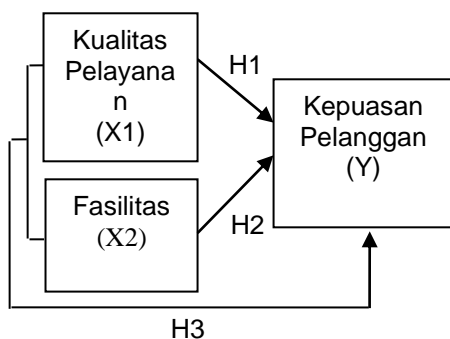 Kualitas
Pelayana
n
(X1)
H1
Kepuasan
Pelanggan
(Y)
Fasilitas
(X2)
H2
H3